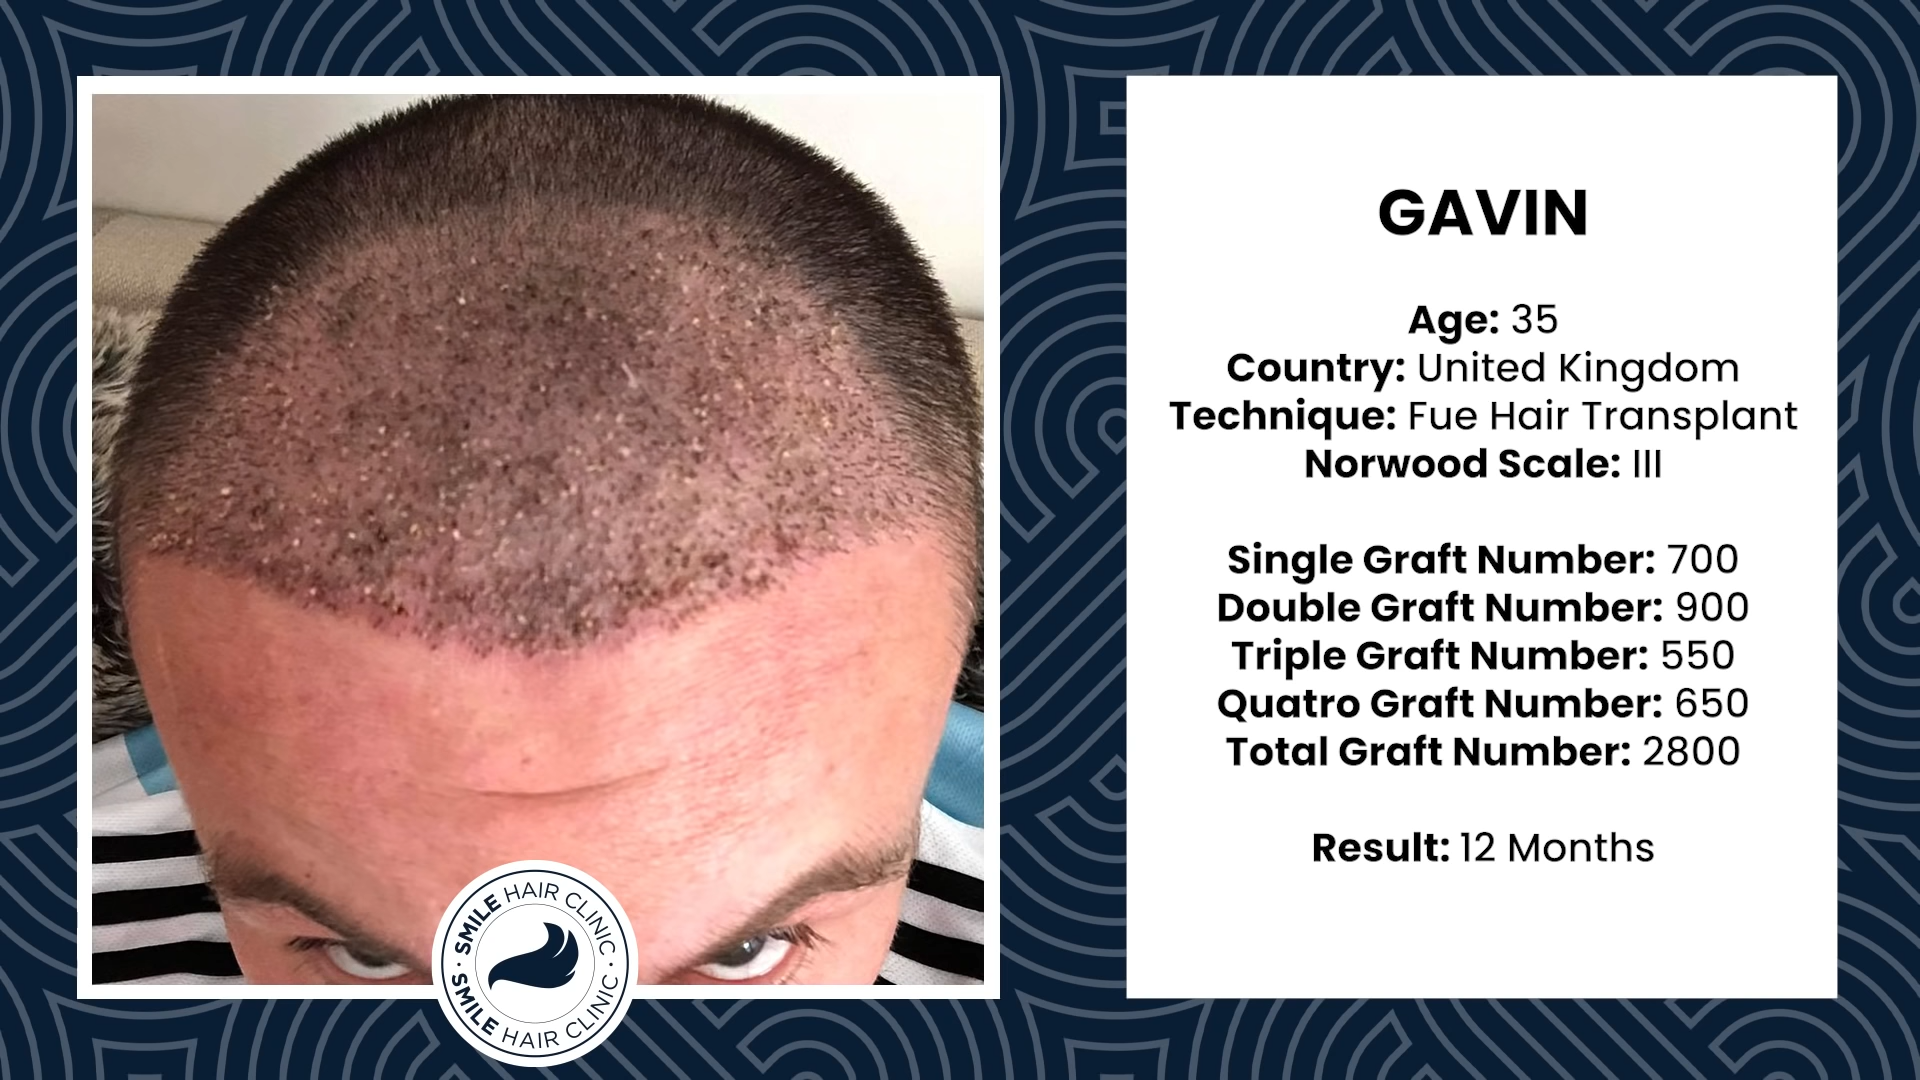 GAVIN
Age: 35
Country: United Kingdom
Technique: Fue Hair Transplant
Norwood Scale: III
Single Graft Number: 700
Double Graft Number: 900
Triple Graft Number: 550
Quatro Graft Number: 650
Total Graft Number: 2800
Result: 12 Months
SMILE HAIR CLINIC
SMILE HAIR CLINIC